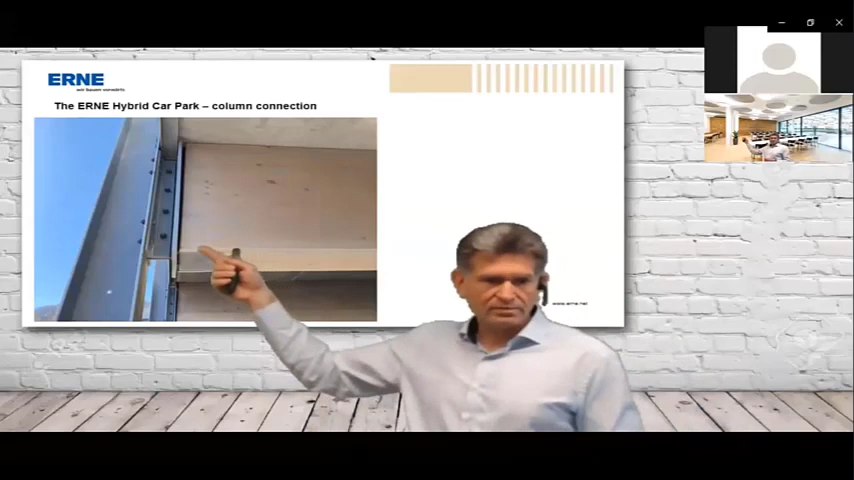 ERNE
wir bauen vorwärts
The ERNE Hybrid Car Park – column connection
www.erne.net